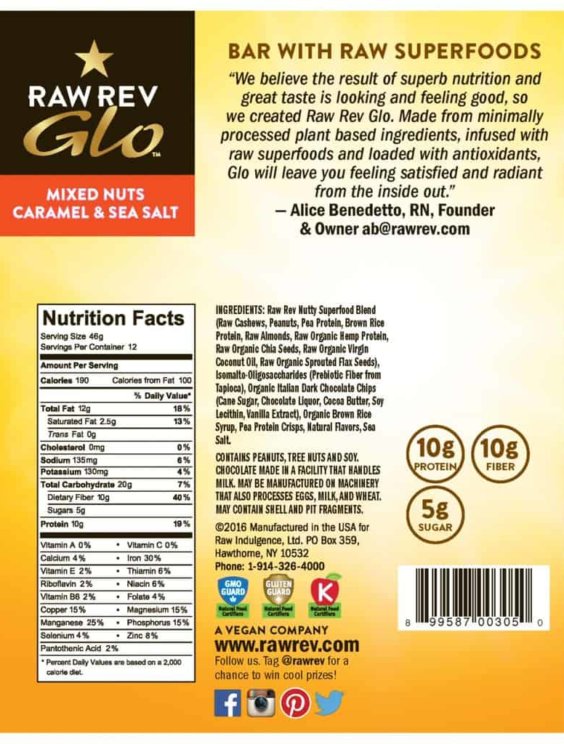 RAW REV
Glo™
MIXED NUTS
CARAMEL & SEA SALT
BAR WITH RAW SUPERFOODS
“We believe the result of superb nutrition and
great taste is looking and feeling good, so
we created Raw Rev Glo. Made from minimally
processed plant based ingredients, infused with
raw superfoods and loaded with antioxidants,
Glo will leave you feeling satisfied and radiant
from the inside out.”
— Alice Benedetto, RN, Founder
& Owner ab@rawrev.com
Nutrition Facts
Serving Size 46g
Servings Per Container 12
Amount Per Serving
Calories 190 Calories from Fat 100
% Daily Value*
Total Fat 12g 18%
Saturated Fat 2.5g 13%
Trans Fat 0g
Cholesterol 0mg 0%
Sodium 135mg 6%
Potassium 130mg 4%
Total Carbohydrate 20g 7%
Dietary Fiber 10g 40%
Sugars 5g
Protein 10g 19%
Vitamin A 0% • Vitamin C 0%
Calcium 4% • Iron 30%
Vitamin E 2% • Thiamin 6%
Riboflavin 2% • Niacin 6%
Vitamin B6 2% • Folate 4%
Copper 15% • Magnesium 15%
Manganese 25% • Phosphorus 15%
Selenium 4% • Zinc 8%
Pantothenic Acid 2%
* Percent Daily Values are based on a 2,000
calorie diet.
INGREDIENTS: Raw Rev Nutty Superfood Blend
(Raw Cashews, Peanuts, Pea Protein, Brown Rice
Protein, Raw Almonds, Raw Organic Hemp Protein,
Raw Organic Chia Seeds, Raw Organic Virgin
Coconut Oil, Raw Organic Sprouted Flax Seeds),
Isomalto-Oligosaccharides (Prebiotic Fiber from
Tapioca), Organic Italian Dark Chocolate Chips
(Cane Sugar, Chocolate Liquor, Cocoa Butter, Soy
Lecithin, Vanilla Extract), Organic Brown Rice
Syrup, Pea Protein Crisps, Natural Flavors, Sea
Salt.
CONTAINS PEANUTS, TREE NUTS AND SOY.
CHOCOLATE MADE IN A FACILITY THAT HANDLES
MILK. MAY BE MANUFACTURED ON MACHINERY
THAT ALSO PROCESSES EGGS, MILK, AND WHEAT.
MAY CONTAIN SHELL AND PIT FRAGMENTS.
©2016 Manufactured in the USA for
Raw Indulgence, Ltd. PO Box 359,
Hawthorne, NY 10532
Phone: 1-914-326-4000
GMO
GUARD
Natural Food
Certifiers
GLUTEN
GUARD
Natural Food
Certifiers
K
Natural Food
Certifiers
A VEGAN COMPANY
www.rawrev.com
Follow us. Tag @rawrev for a
chance to win cool prizes!
10g
PROTEIN
10g
FIBER
5g
SUGAR
8 99587 00305 0